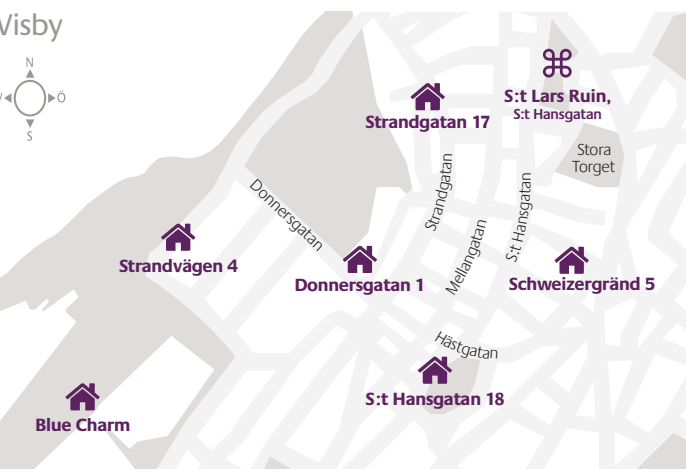 Visby
N
V
Ö
S
S:t Lars Ruin,
S:t Hansgatan
Strandgatan 17
Stora
Torget
Strandgatan
Donnersgatan
S:t Hansgatan
Mellangatan
Strandvägen 4
Donnersgatan 1
Schweizergränd 5
Hästgatan
S:t Hansgatan 18
Blue Charm